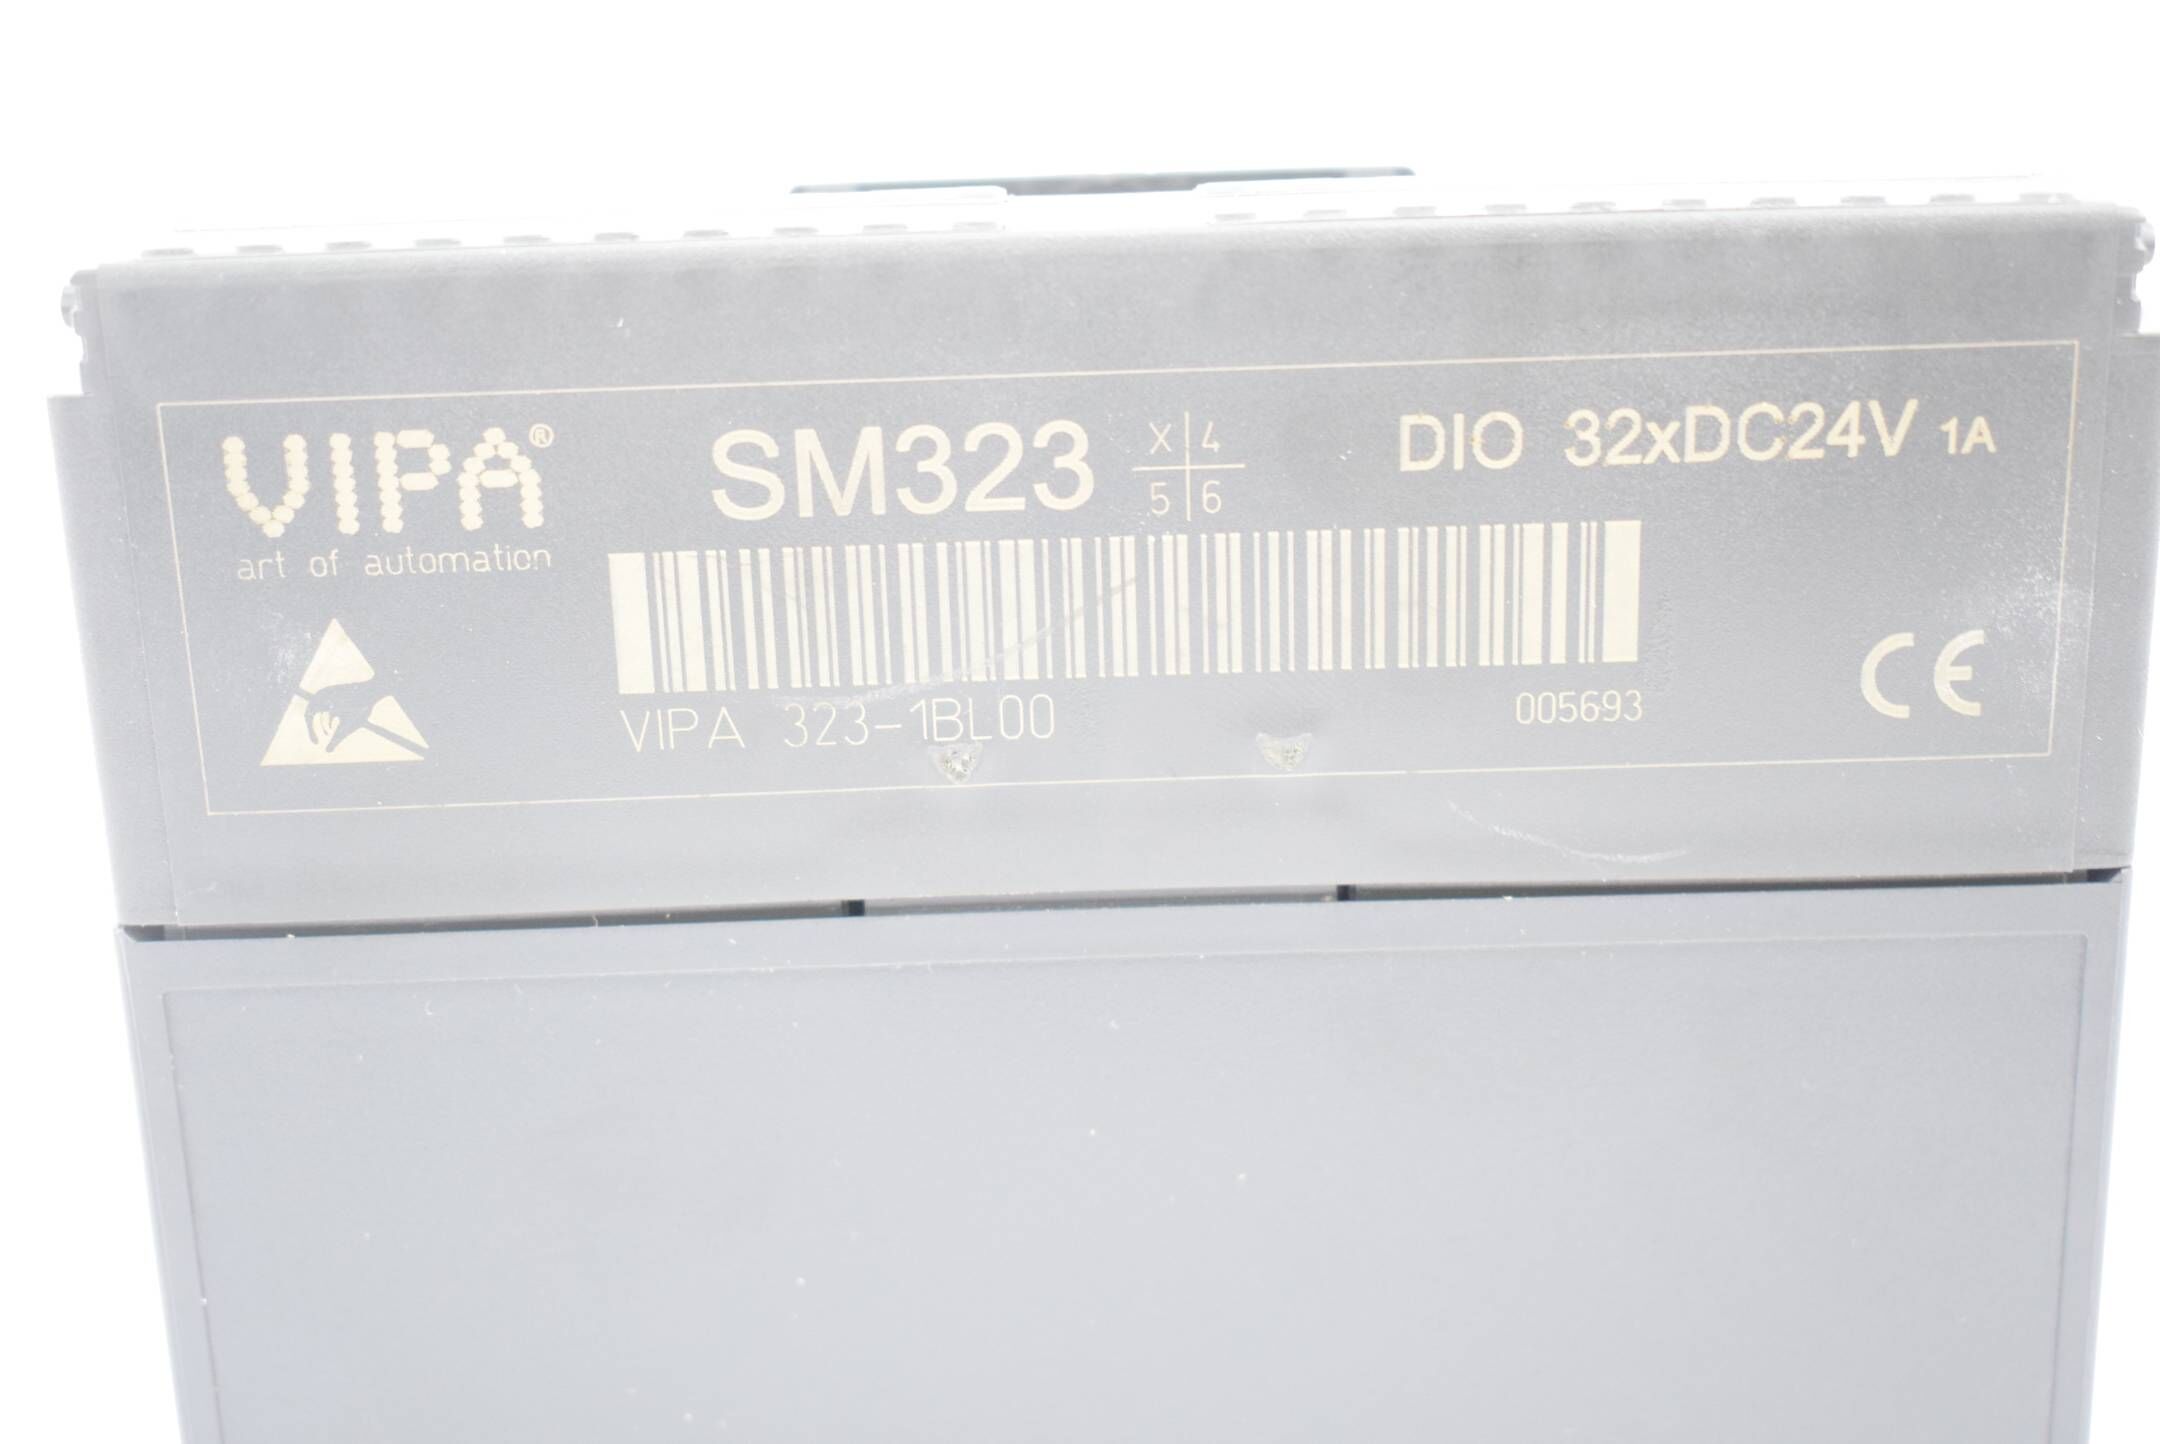 VIPA®
art of automation
SM323
X 4
5 6
DIO 32xDC24V 1A
VIPA 323-1BL00
005693
CE